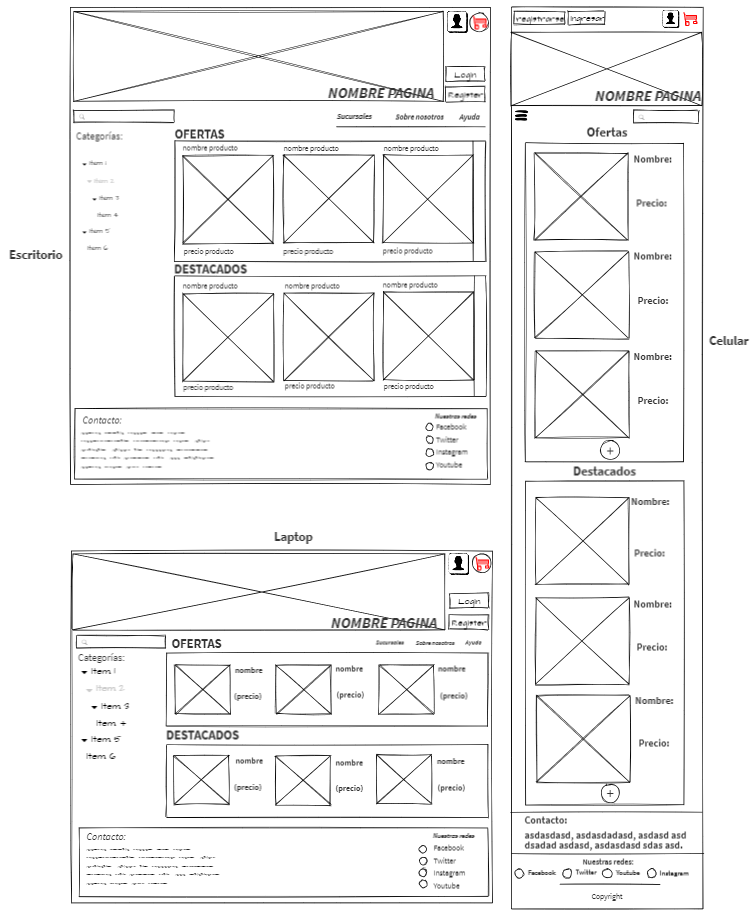 Escritorio
Login
NOMBRE PAGINA
Register
Sucursales Sobre nosotros Ayuda
Categorías:
OFERTAS
nombre producto nombre producto nombre producto
Item 1
Item 2
Item 3
Item 4
Item 5
Item 6
precio producto precio producto precio producto
DESTACADOS
nombre producto nombre producto nombre producto
precio producto precio producto precio producto
Contacto:
Nuestras redes
Facebook
Twitter
Instagram
Youtube
Laptop
Login
NOMBRE PAGINA
Register
OFERTAS
Sucursales Sobre nosotros Ayuda
Categorías:
Item 1
Item 2
Item 3
Item 4
Item 5
Item 6
nombre nombre nombre
(precio) (precio) (precio)
DESTACADOS
nombre nombre nombre
(precio) (precio) (precio)
Contacto:
Nuestras redes
Facebook
Twitter
Instagram
Youtube
Celular
registrarse Ingresar
NOMBRE PAGINA
Ofertas
Nombre:
Precio:
Nombre:
Precio:
Nombre:
Precio:
+
Destacados
Nombre:
Precio:
Nombre:
Precio:
Nombre:
Precio:
+
Contacto:
asdasdasd, asdasdadasd, asdasd asd
dsadad asdasd, asdasdasd sdas asd.
Nuestras redes:
Facebook Twitter Youtube Instagram
Copyright